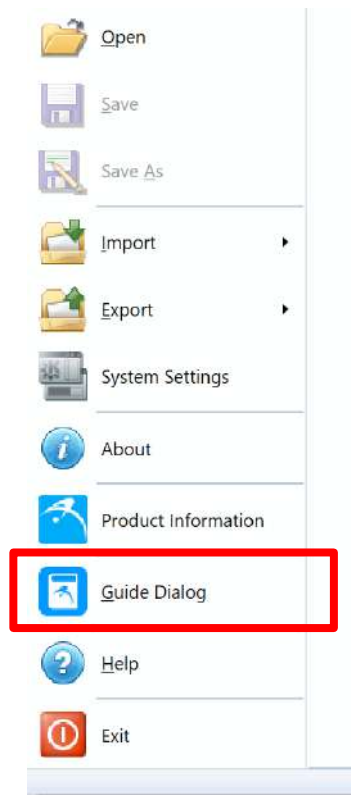 Open
Save
Save As
Import
Export
System Settings
About
Product Information
Guide Dialog
Help
Exit